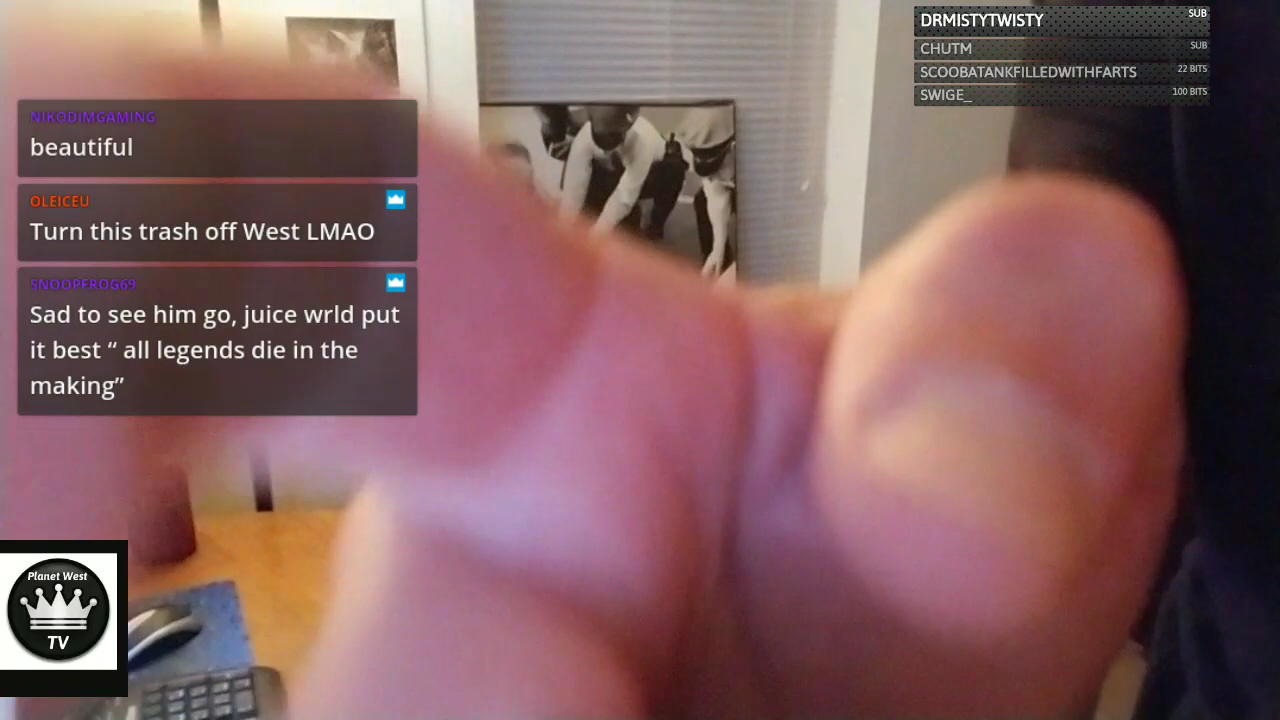 DRMISTYTWISTY SUB
CHUTM SUB
SCOOBATANKFILLEDWITHFARTS 22 BITS
SWIGE_ 100 BITS
NIKODIMGAMING
beautiful
OLEICEU
Turn this trash off West LMAO
SNOOPFROG69
Sad to see him go, juice wrld put
it best “ all legends die in the
making”
Planet West
TV